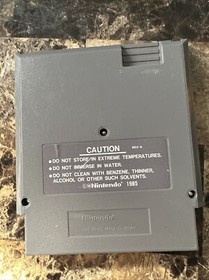 CAUTION
● DO NOT STORE IN EXTREME TEMPERATURES.
● DO NOT IMMERSE IN WATER.
● DO NOT CLEAN WITH BENZENE, THINNER,
ALCOHOL OR OTHER SUCH SOLVENTS.
©Nintendo 1985
Nintendo